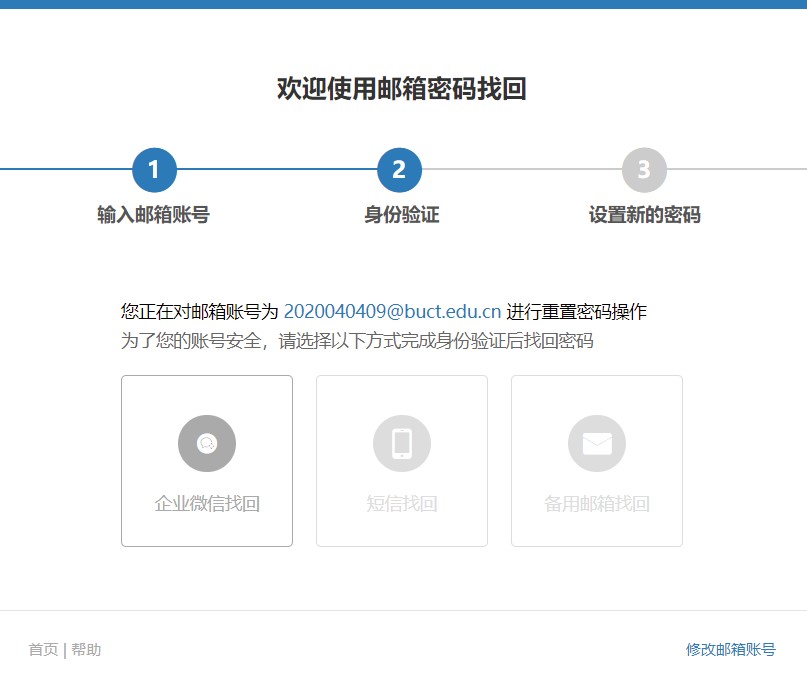 欢迎使用邮箱密码找回
1 2 3
输入邮箱账号 身份验证 设置新的密码
您正在对邮箱账号为 2020040409@buct.edu.cn 进行重置密码操作
为了您的账号安全，请选择以下方式完成身份验证后找回密码
企业微信找回 短信找回 备用邮箱找回
首页 | 帮助 修改邮箱账号